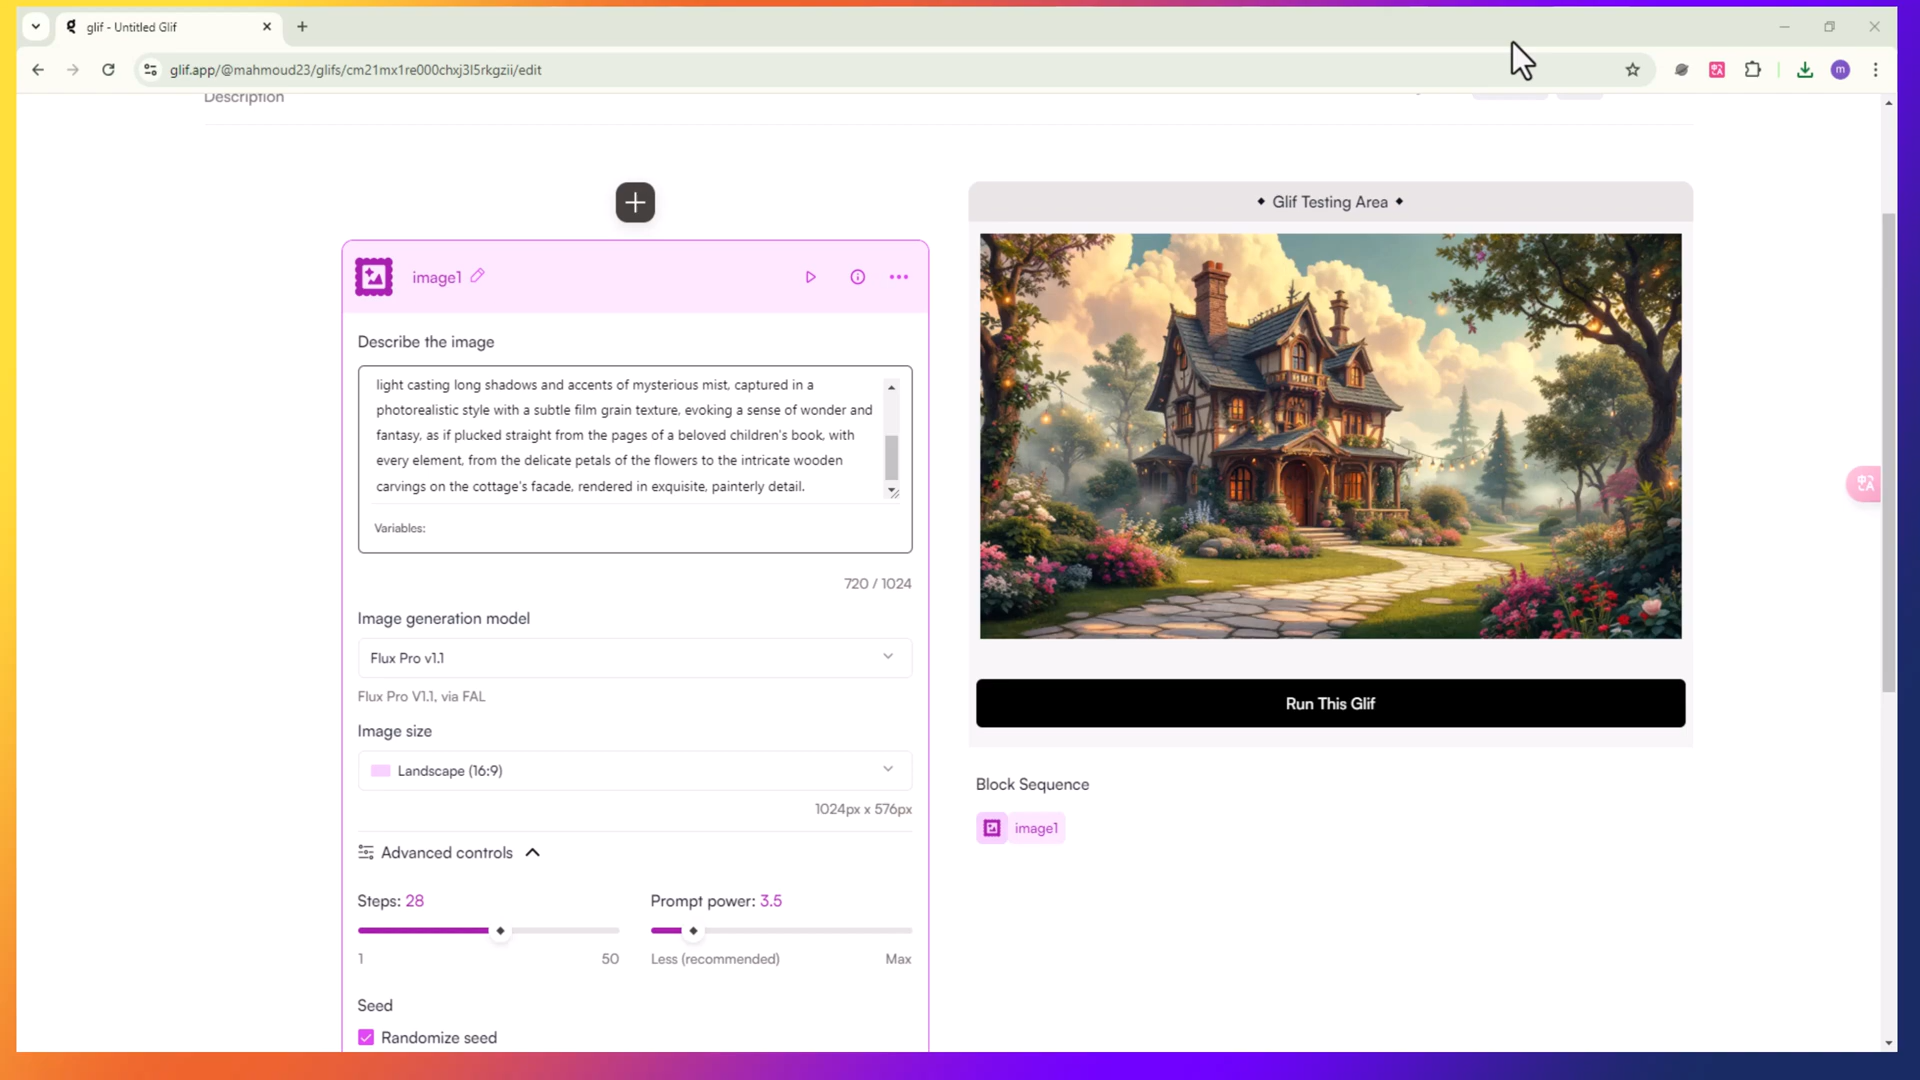 glif - Untitled Glif
glif.app/@mahmoud23/glifs/cm21mx1re000chxj3l5rkgzii/edit
m
Description
Glif Testing Area
image1
Describe the image
light casting long shadows and accents of mysterious mist, captured in a
photorealistic style with a subtle film grain texture, evoking a sense of wonder and
fantasy, as if plucked straight from the pages of a beloved children's book, with
every element, from the delicate petals of the flowers to the intricate wooden
carvings on the cottage's facade, rendered in exquisite, painterly detail.
Variables:
720 / 1024
Image generation model
Flux Pro v1.1
Flux Pro V1.1, via FAL
Image size
Landscape (16:9)
1024px x 576px
Advanced controls
Steps: 28
Prompt power: 3.5
1
50
Less (recommended)
Max
Seed
Randomize seed
Run This Glif
Block Sequence
image1